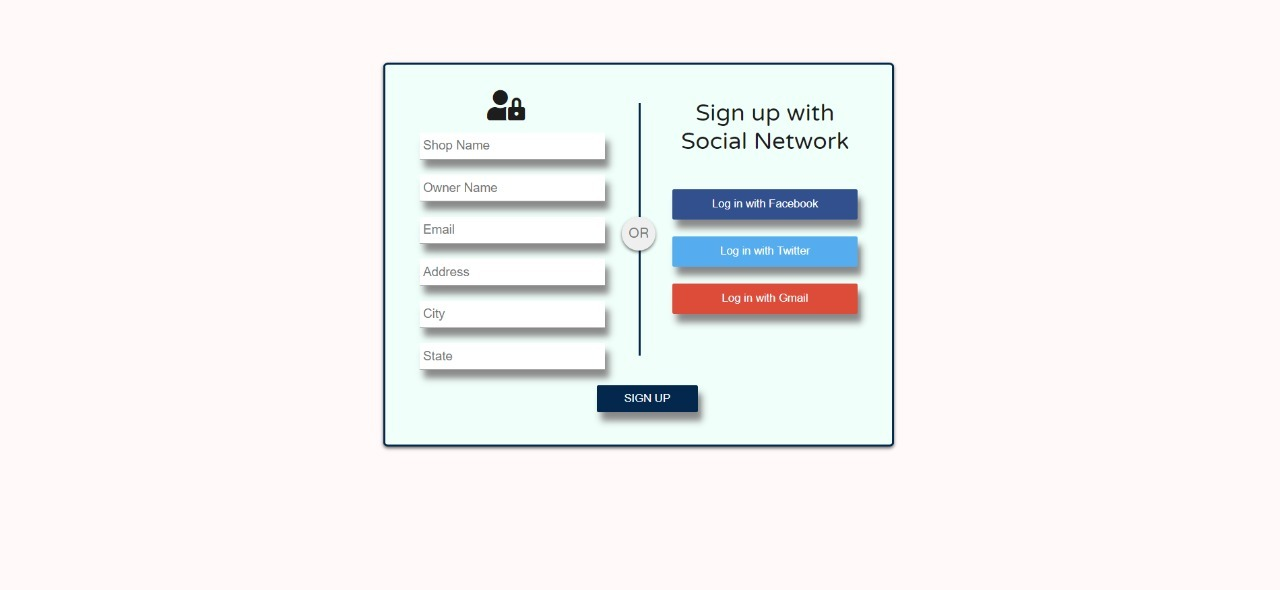 Shop Name
Owner Name
Email
Address
City
State
OR
Sign up with
Social Network
Log in with Facebook
Log in with Twitter
Log in with Gmail
SIGN UP